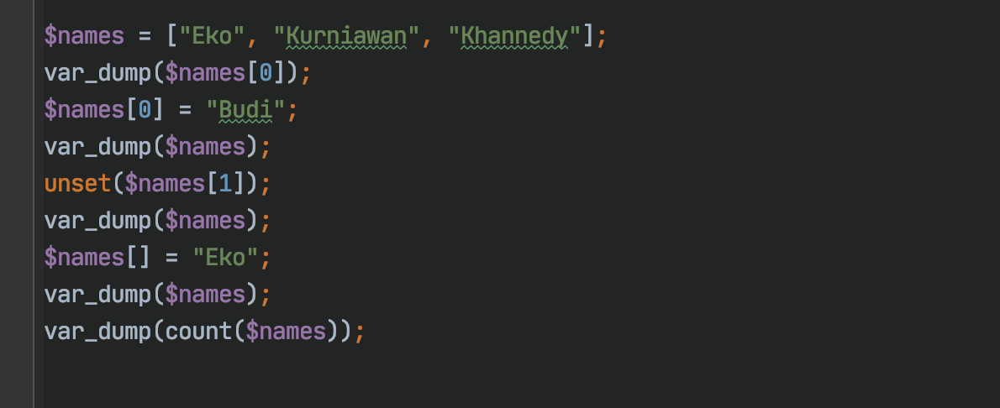 $names = ["Eko", "Kurniawan", "Khannedy"];
var_dump($names[0]);
$names[0] = "Budi";
var_dump($names);
unset($names[1]);
var_dump($names);
$names[] = "Eko";
var_dump($names);
var_dump(count($names));